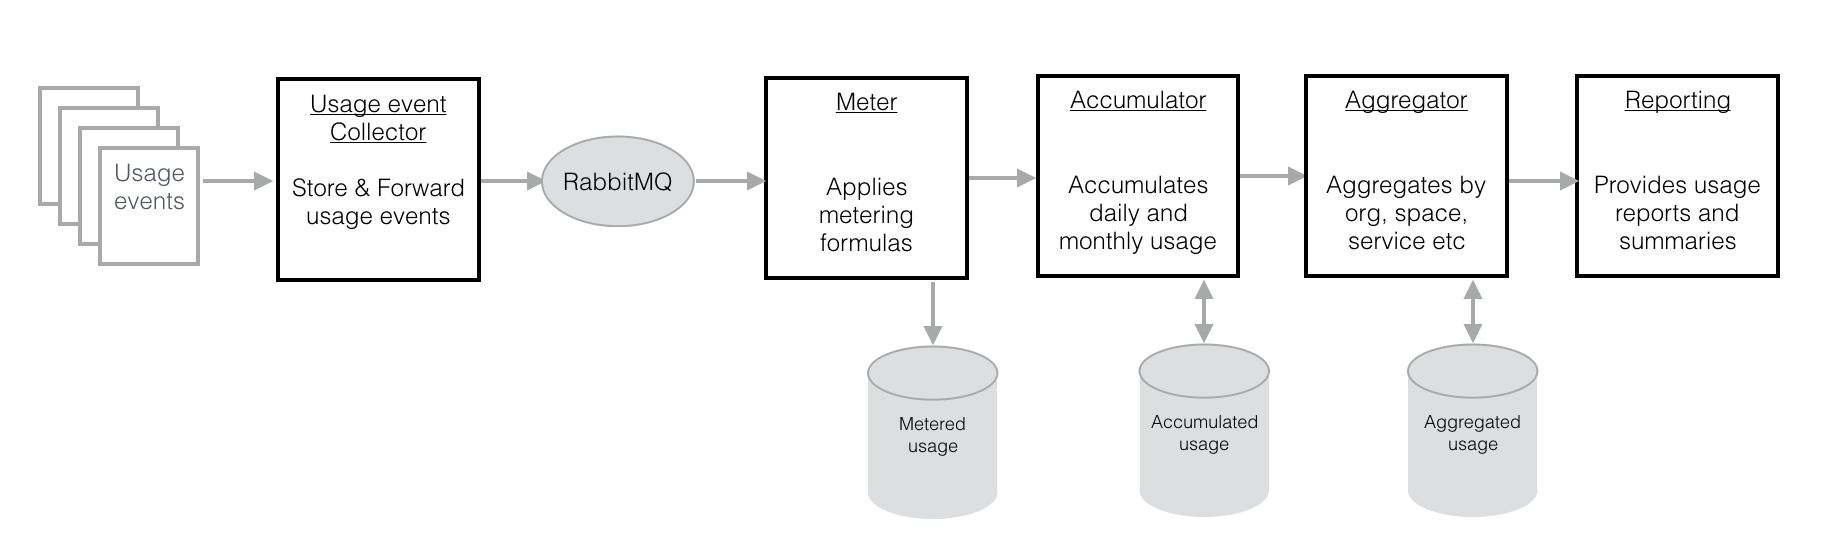 Usage
events
Usage event
Collector
Store & Forward
usage events
RabbitMQ
Meter
Applies
metering
formulas
Accumulator
Accumulates
daily and
monthly usage
Aggregator
Aggregates by
org, space,
service etc
Reporting
Provides usage
reports and
summaries
Metered
usage
Accumulated
usage
Aggregated
usage